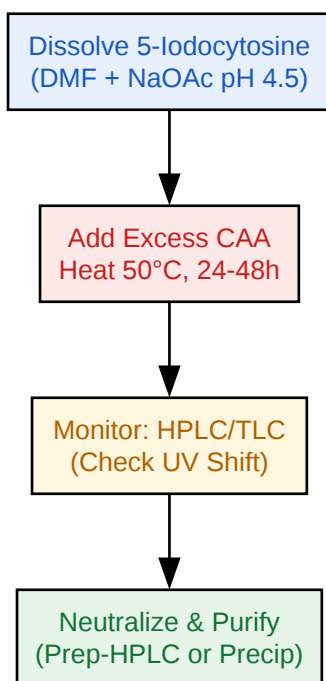 Dissolve 5-Iodocytosine
(DMF + NaOAc pH 4.5)
Add Excess CAA
Heat 50°C, 24-48h
Monitor: HPLC/TLC
(Check UV Shift)
Neutralize & Purify
(Prep-HPLC or Precip)